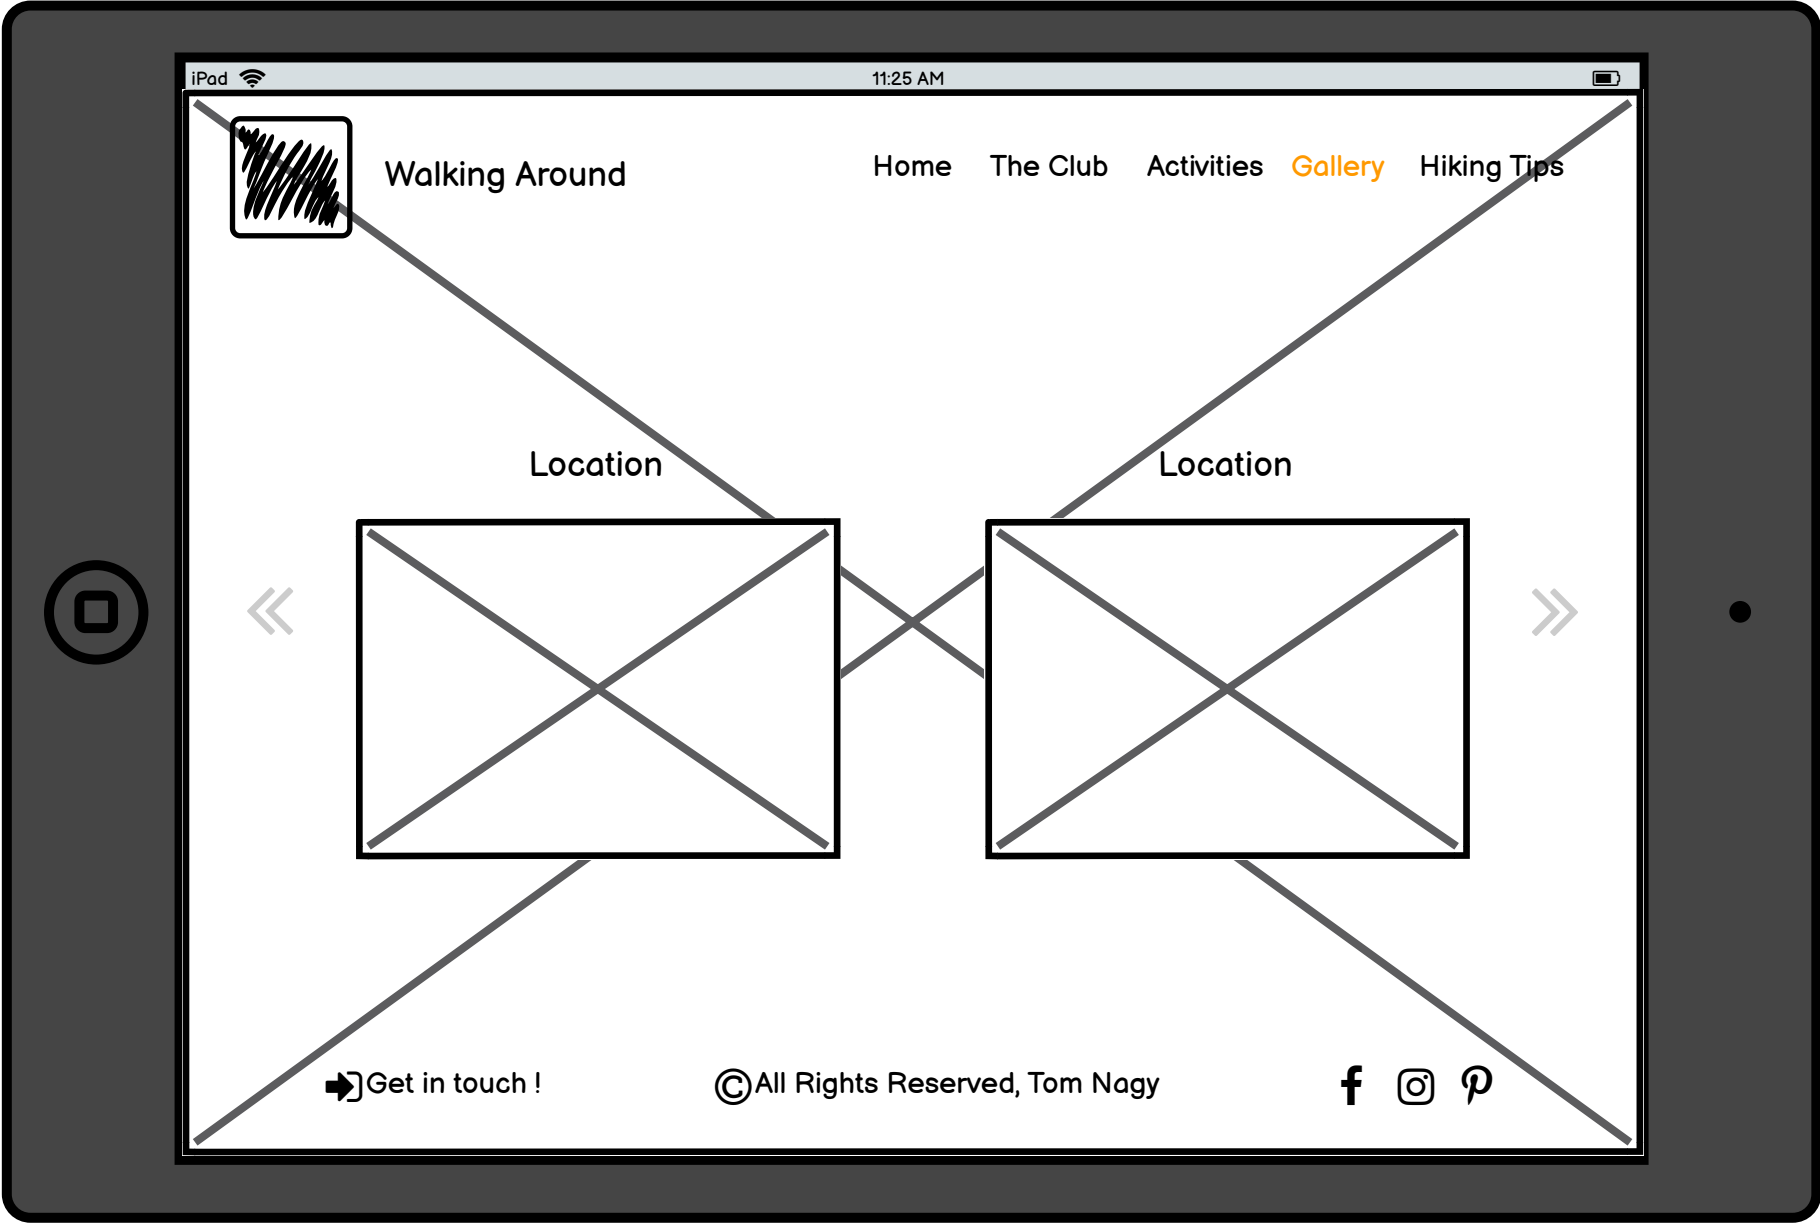 iPad 11:25 AM
Walking Around Home The Club Activities Gallery Hiking Tips
Location Location
Get in touch ! ©All Rights Reserved, Tom Nagy